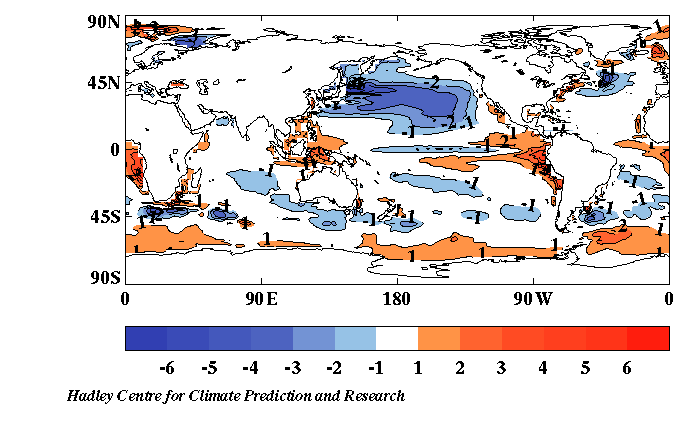 90N
45N
0
45S
90S
0 90E 180 90W 0
-6 -5 -4 -3 -2 -1 1 2 3 4 5 6
Hadley Centre for Climate Prediction and Research